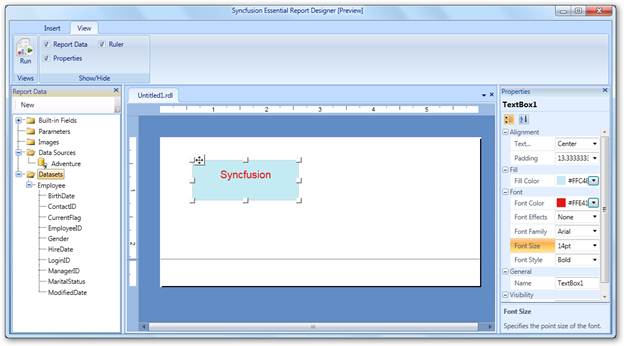 Syncfusion Essential Report Designer [Preview]
Insert View
Report Data Ruler
Properties
Run
Views Show/Hide
Report Data
New
Built-in Fields
Parameters
Images
Data Sources
Adventure
Datasets
Employee
BirthDate
ContactID
CurrentFlag
EmployeeID
Gender
HireDate
LoginID
ManagerID
MaritalStatus
ModifiedDate
Untitled1.rdl
1 2 3 4 5
1
2
Syncfusion
Properties
TextBox1
Alignment
Text... Center
Padding 13.3333333
Fill
Fill Color #FFC4E
Font
Font Color #FFE41
Font Effects None
Font Family Arial
Font Size 14pt
Font Style Bold
General
Name TextBox1
Visibility
Font Size
Specifies the point size of the font.